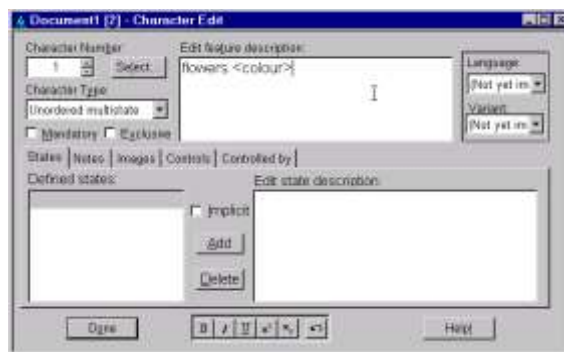 Document1 [2] - Character Edit
Character Number
1
Select
Edit feature description:
flowers <colour>
Language:
(Not yet im
Character Type
Unordered multistate
Variant:
(Not yet im
Mandatory
Exclusive
States
Notes
Images
Controls
Controlled by
Defined states:
Edit state description:
Implicit
Add
Delete
Done
B
I
U
Help!